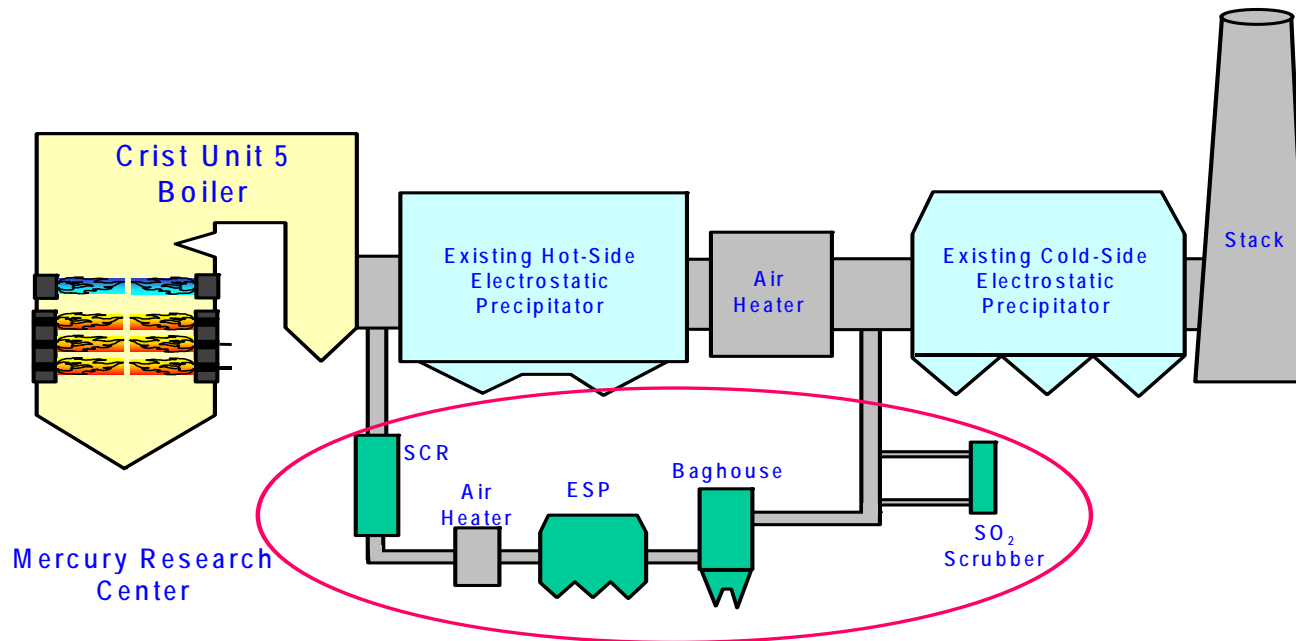 Crist Unit 5
Boiler
Existing Hot-Side
Electrostatic
Precipitator
Air
Heater
Existing Cold-Side
Electrostatic
Precipitator
Stack
SCR
Air
Heater
ESP
Baghouse
SO₂
Scrubber
Mercury Research
Center